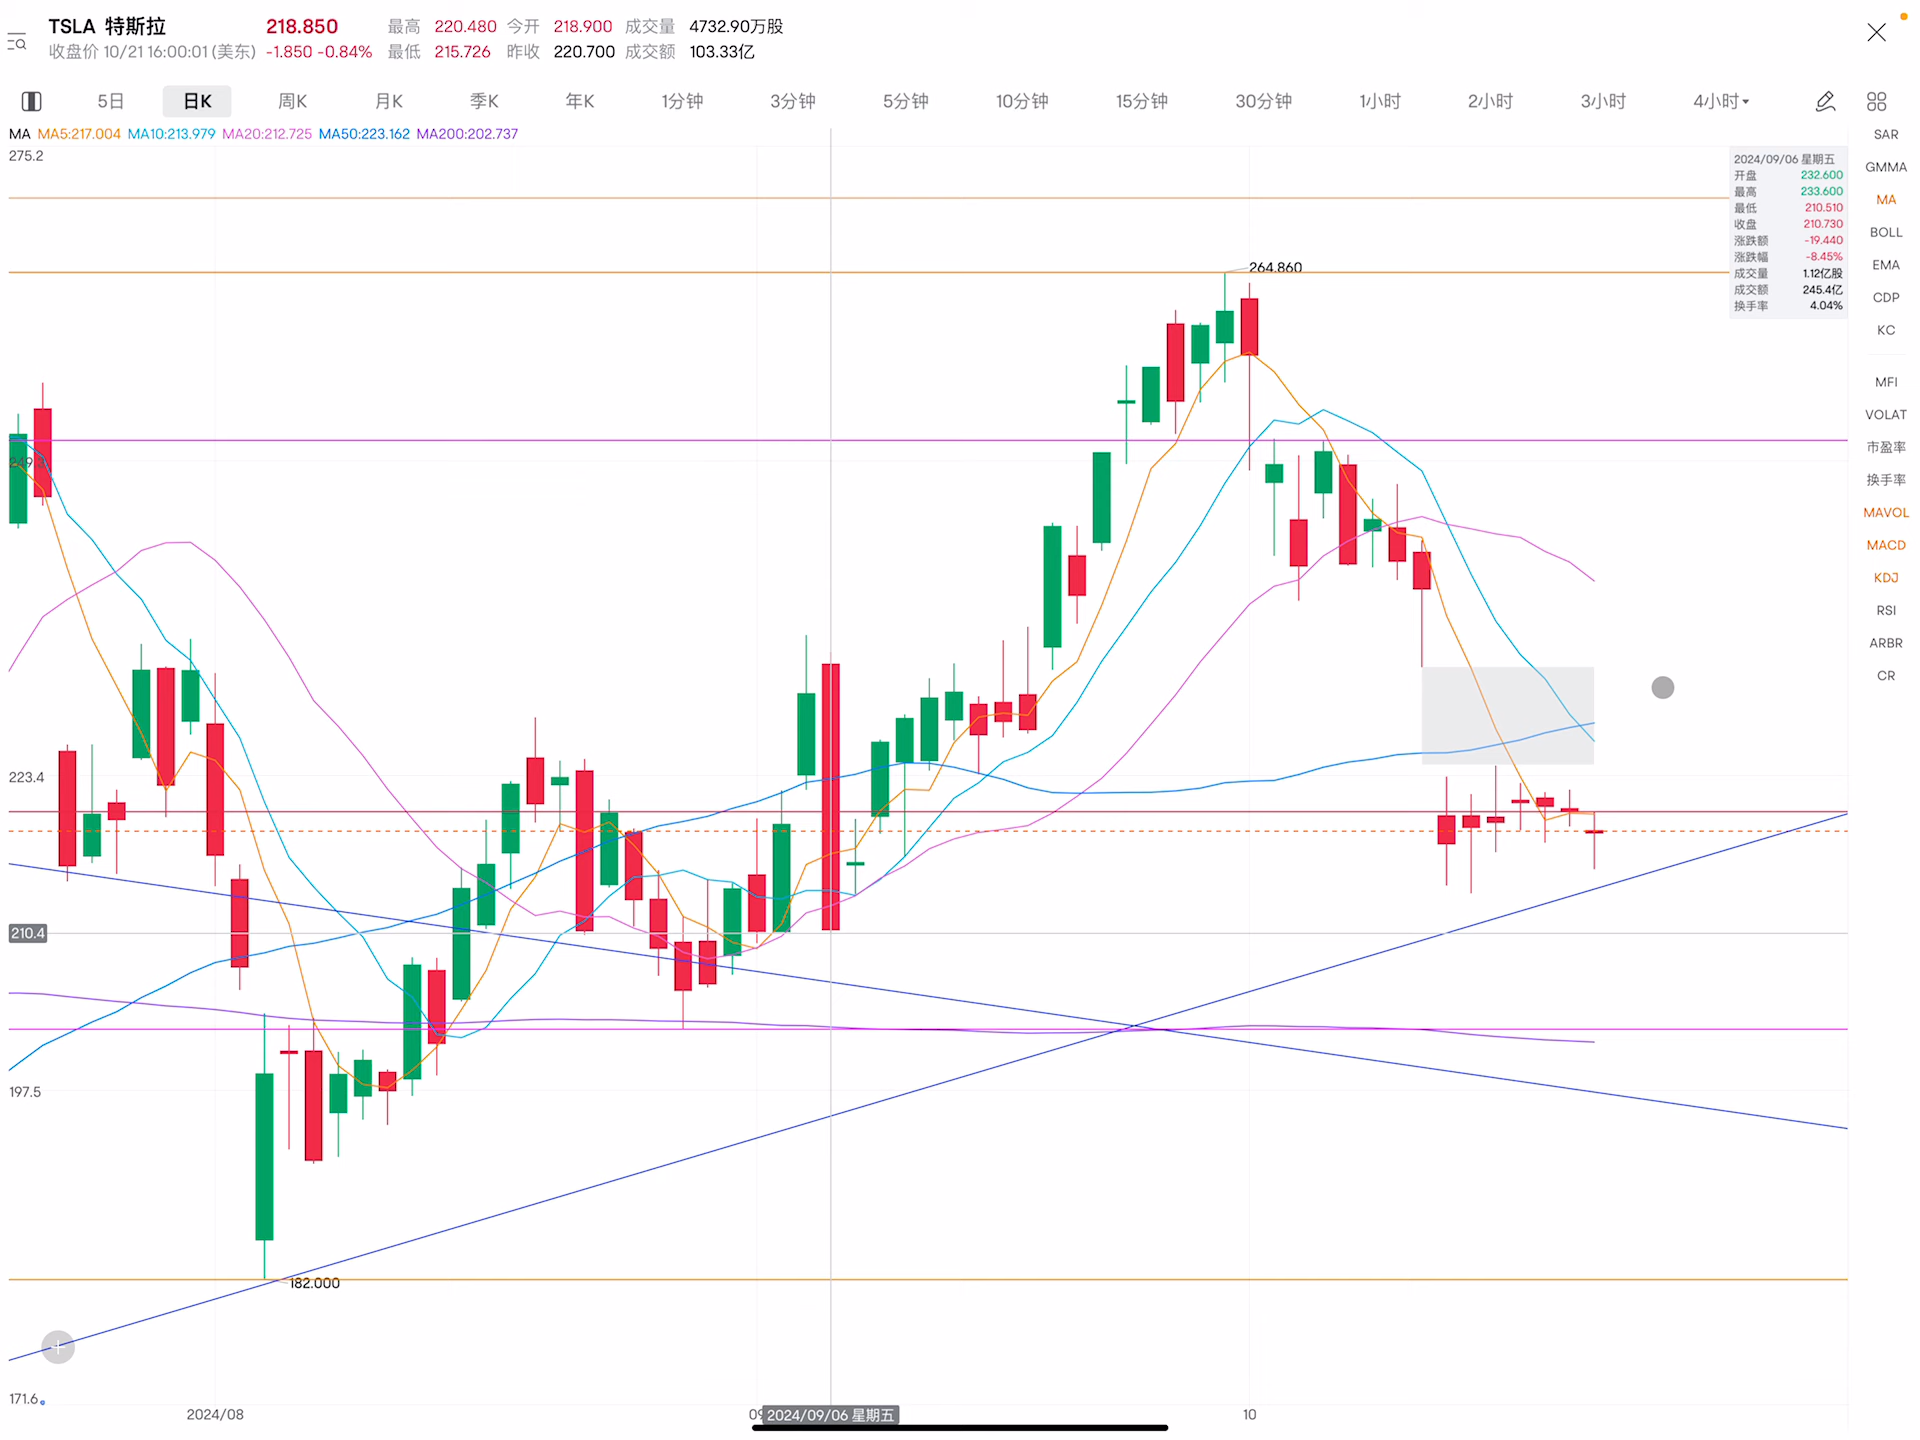 TSLA 特斯拉 218.850 最高 220.480 今开 218.900 成交量 4732.90万股
收盘价 10/21 16:00:01 (美东) -1.850 -0.84% 最低 215.726 昨收 220.700 成交额 103.33亿
5日 日K 周K 月K 季K 年K 1分钟 3分钟 5分钟 10分钟 15分钟 30分钟 1小时 2小时 3小时 4小时
MA MA5:217.004 MA10:213.979 MA20:212.725 MA50:223.162 MA200:202.737
275.2
2024/09/06 星期五
开盘 232.600
最高 233.600
最低 210.510
收盘 210.730
涨跌额 -19.440
涨跌幅 -8.45%
成交量 1.12亿股
成交额 245.4亿
换手率 4.04%
SAR
GMMA
MA
BOLL
EMA
CDP
KC
MFI
VOLAT
市盈率
换手率
MAVOL
MACD
KDJ
RSI
ARBR
CR
264.860
223.4
210.4
197.5
182.000
171.6
2024/08 2024/09/06 星期五 10